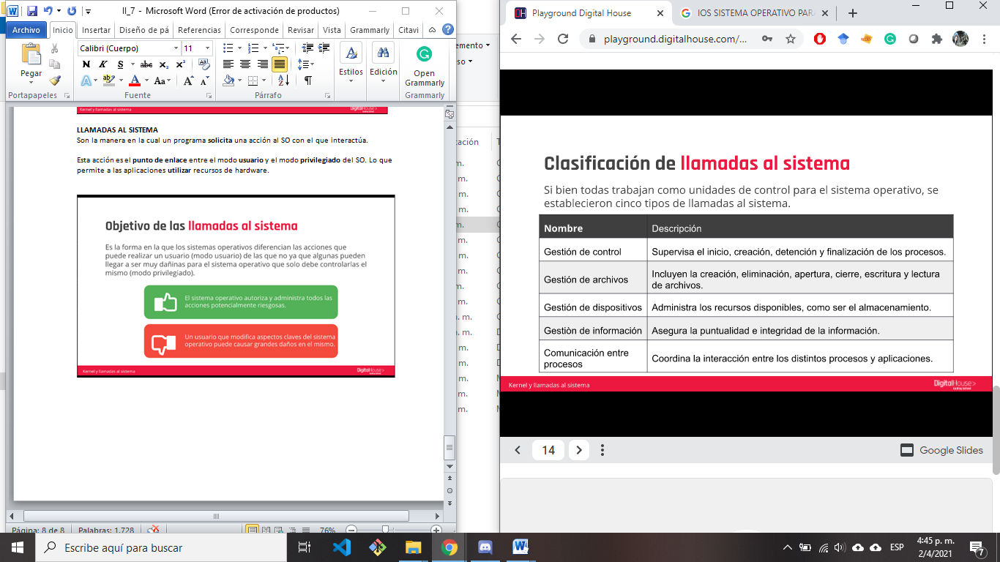 II_7 - Microsoft Word (Error de activación de productos)
Archivo Inicio Insertar Diseño de pá Referencias Corresponde Revisar Vista Grammarly Citavi
Calibri (Cuerpo) 11
N K S abc x₂ x²
Aa A A
Pegar
Estilos Edición Open Grammarly
Portapapeles Fuente Párrafo Grammarly
Kernel y llamadas al sistema DigitalHouse>
LLAMADAS AL SISTEMA
Son la manera en la cual un programa solicita una acción al SO con el que interactúa.
Esta acción es el punto de enlace entre el modo usuario y el modo privilegiado del SO. Lo que
permite a las aplicaciones utilizar recursos de hardware.
Objetivo de las llamadas al sistema
Es la forma en la que los sistemas operativos diferencian las acciones que
puede realizar un usuario (modo usuario) de las que no ya que algunas pueden
llegar a ser muy dañinas para el sistema operativo que solo debe controlarlas el
mismo (modo privilegiado).
El sistema operativo autoriza y administra todos las
acciones potencialmente riesgosas.
Un usuario que modifica aspectos claves del sistema
operativo puede causar grandes daños en el mismo.
Kernel y llamadas al sistema DigitalHouse>
Página: 8 de 8 Palabras: 1.728 76%
Playground Digital House
IOS SISTEMA OPERATIVO PAR
playground.digitalhouse.com/...
Clasificación de llamadas al sistema
Si bien todas trabajan como unidades de control para el sistema operativo, se
establecieron cinco tipos de llamadas al sistema.
Nombre Descripción
Gestión de control Supervisa el inicio, creación, detención y finalización de los procesos.
Gestión de archivos Incluyen la creación, eliminación, apertura, cierre, escritura y lectura
de archivos.
Gestión de dispositivos Administra los recursos disponibles, como ser el almacenamiento.
Gestiòn de información Asegura la puntualidad e integridad de la información.
Comunicación entre
procesos Coordina la interacción entre los distintos procesos y aplicaciones.
Kernel y llamadas al sistema DigitalHouse>
14 Google Slides
Escribe aquí para buscar
ESP
4:45 p. m.
2/4/2021
7